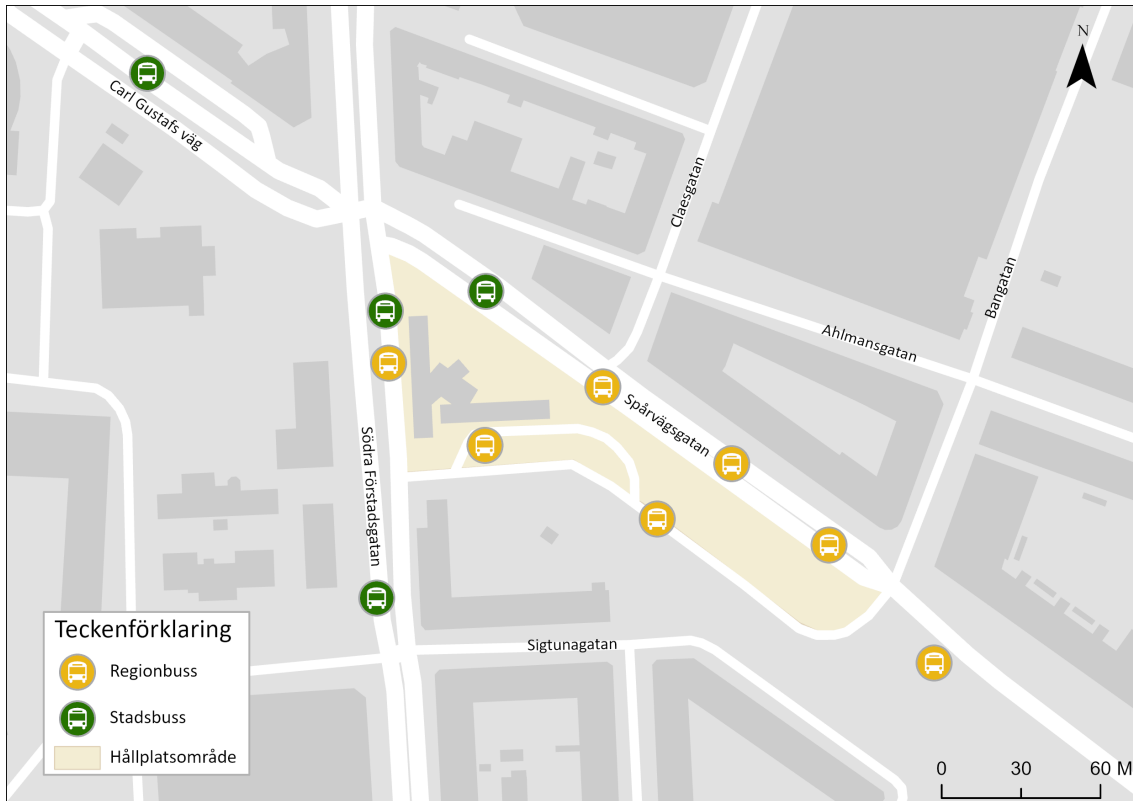 N
Carl Gustafs väg
Claesgatan
Bangatan
Ahlmansgatan
Spårvägsgatan
Södra Förstadsgatan
Sigtunagatan
Teckenförklaring
Regionbuss
Stadsbuss
Hållplatsområde
0 30 60 M